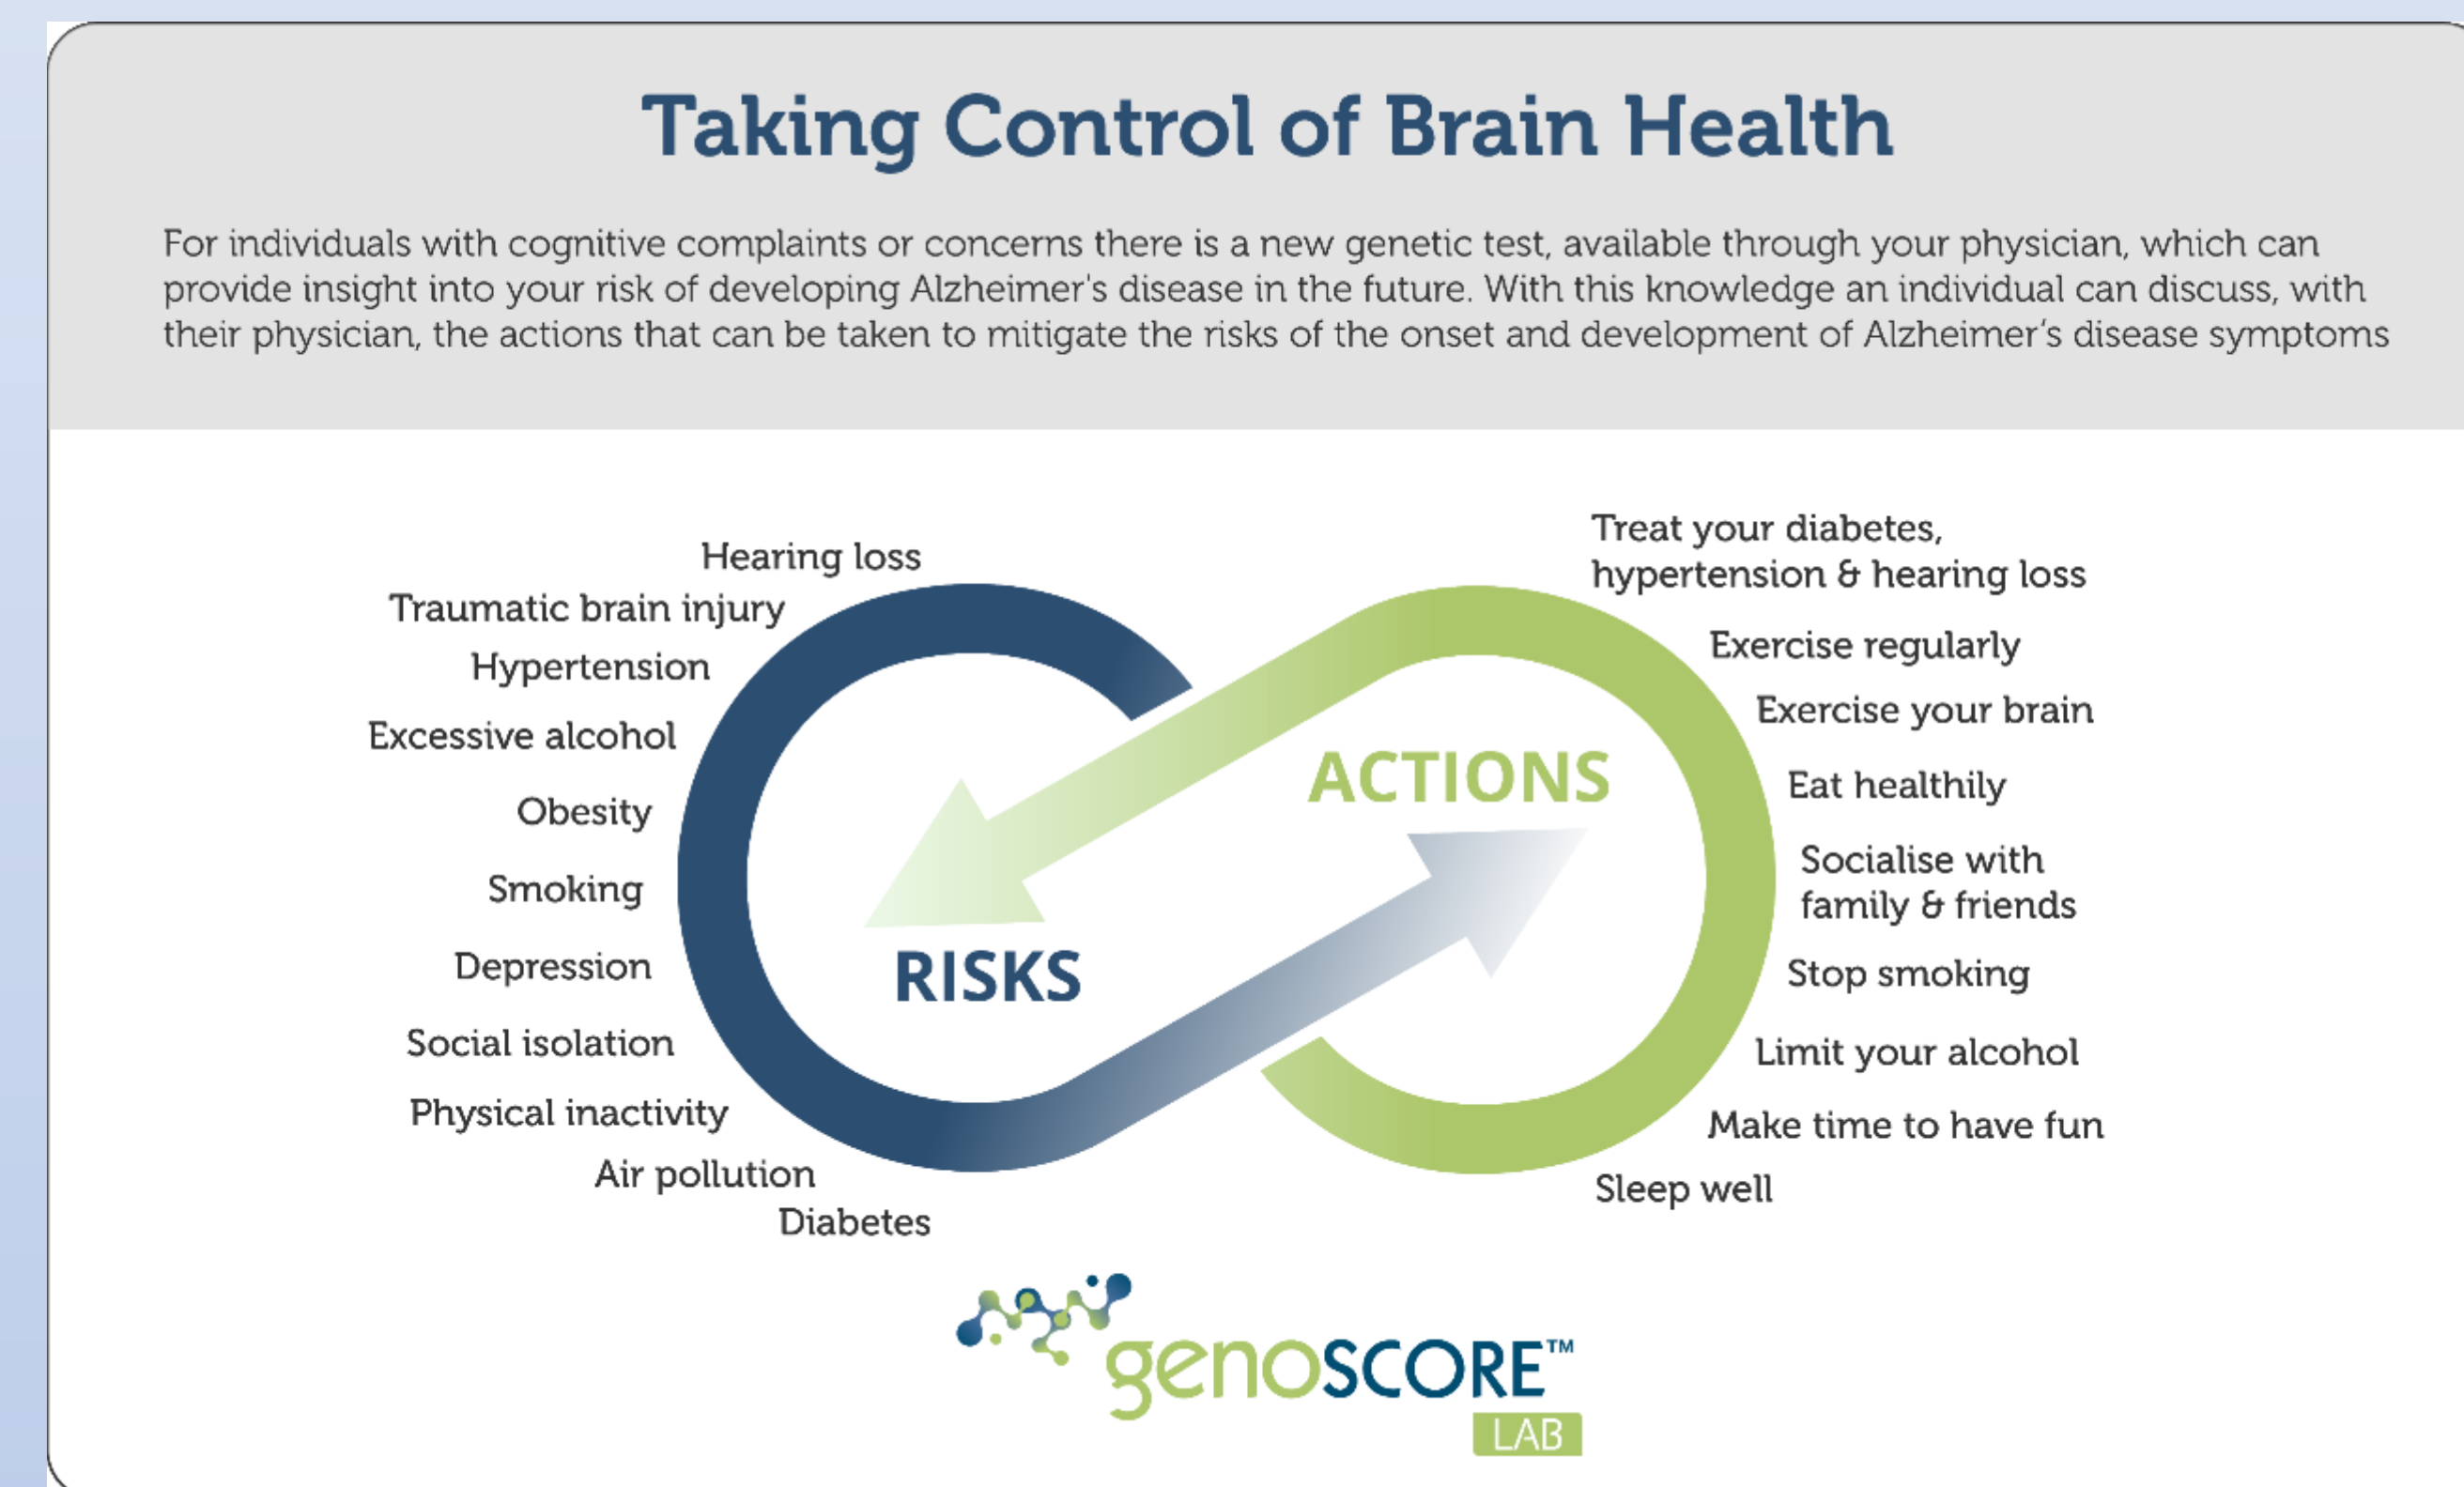 Taking Control of Brain Health
For individuals with cognitive complaints or concerns there is a new genetic test, available through your physician, which can
provide insight into your risk of developing Alzheimer's disease in the future. With this knowledge an individual can discuss, with
their physician, the actions that can be taken to mitigate the risks of the onset and development of Alzheimer’s disease symptoms
Hearing loss
Traumatic brain injury
Hypertension
Excessive alcohol
Obesity
Smoking
Depression
Social isolation
Physical inactivity
Air pollution
Diabetes
RISKS
ACTIONS
Treat your diabetes,
hypertension & hearing loss
Exercise regularly
Exercise your brain
Eat healthily
Socialise with
family & friends
Stop smoking
Limit your alcohol
Make time to have fun
Sleep well
genoSCORE™
LAB